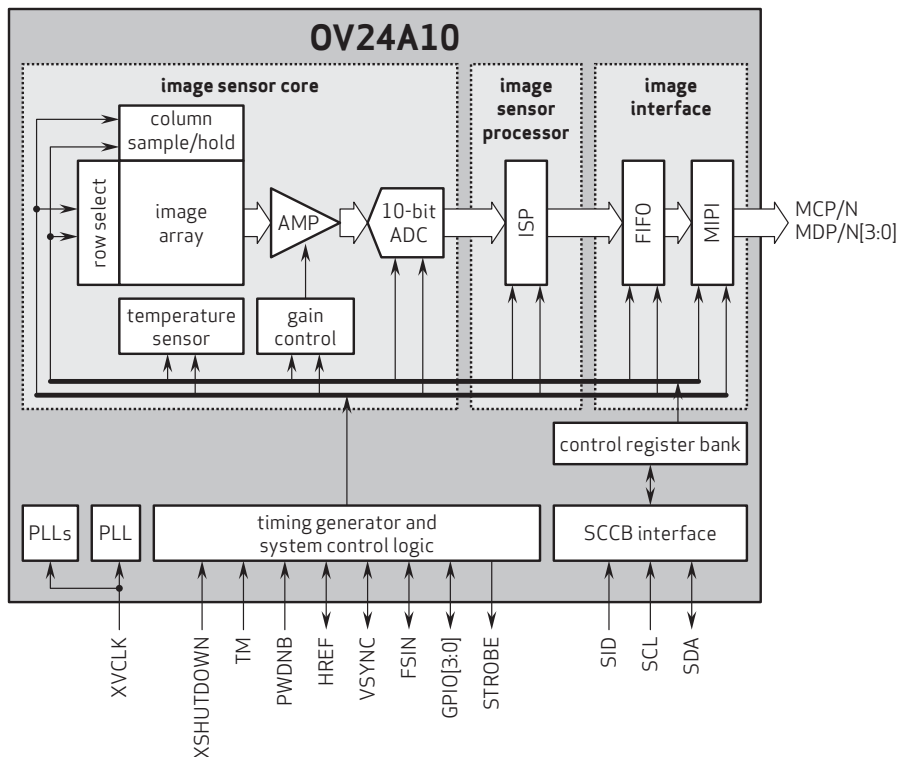 OV24A10
image sensor core
image
sensor
processor
image
interface
column
sample/hold
row select
image
array
AMP
10-bit
ADC
ISP
FIFO
MIPI
MCP/N
MDP/N[3:0]
temperature
sensor
gain
control
control register bank
PLLs
PLL
timing generator and
system control logic
SCCB interface
XVCLK
XSHUTDOWN
TM
PWDNB
HREF
VSYNC
FSIN
GPIO[3:0]
STROBE
SID
SCL
SDA